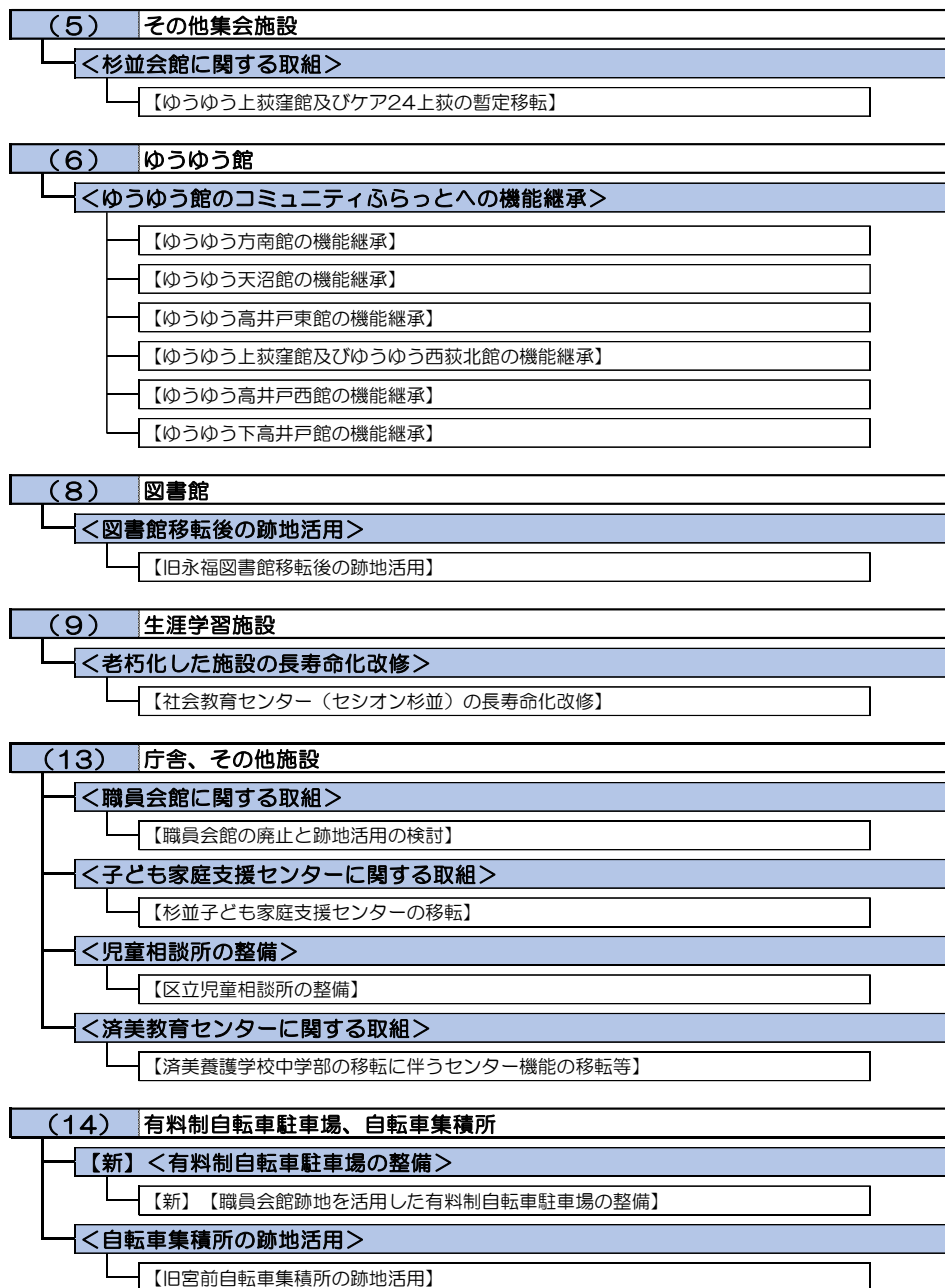 （5） その他集会施設
＜杉並会館に関する取組＞
【ゆうゆう上荻窪館及びケア24上荻の暫定移転】
（6） ゆうゆう館
＜ゆうゆう館のコミュニティふらっとへの機能継承＞
【ゆうゆう方南館の機能継承】
【ゆうゆう天沼館の機能継承】
【ゆうゆう高井戸東館の機能継承】
【ゆうゆう上荻窪館及びゆうゆう西荻北館の機能継承】
【ゆうゆう高井戸西館の機能継承】
【ゆうゆう下高井戸館の機能継承】
（8） 図書館
＜図書館移転後の跡地活用＞
【旧永福図書館移転後の跡地活用】
（9） 生涯学習施設
＜老朽化した施設の長寿命化改修＞
【社会教育センター（セシオン杉並）の長寿命化改修】
（13） 庁舎、その他施設
＜職員会館に関する取組＞
【職員会館の廃止と跡地活用の検討】
＜子ども家庭支援センターに関する取組＞
【杉並子ども家庭支援センターの移転】
＜児童相談所の整備＞
【区立児童相談所の整備】
＜済美教育センターに関する取組＞
【済美養護学校中学部の移転に伴うセンター機能の移転等】
（14） 有料制自転車駐車場、自転車集積所
【新】＜有料制自転車駐車場の整備＞
【新】【職員会館跡地を活用した有料制自転車駐車場の整備】
＜自転車集積所の跡地活用＞
【旧宮前自転車集積所の跡地活用】